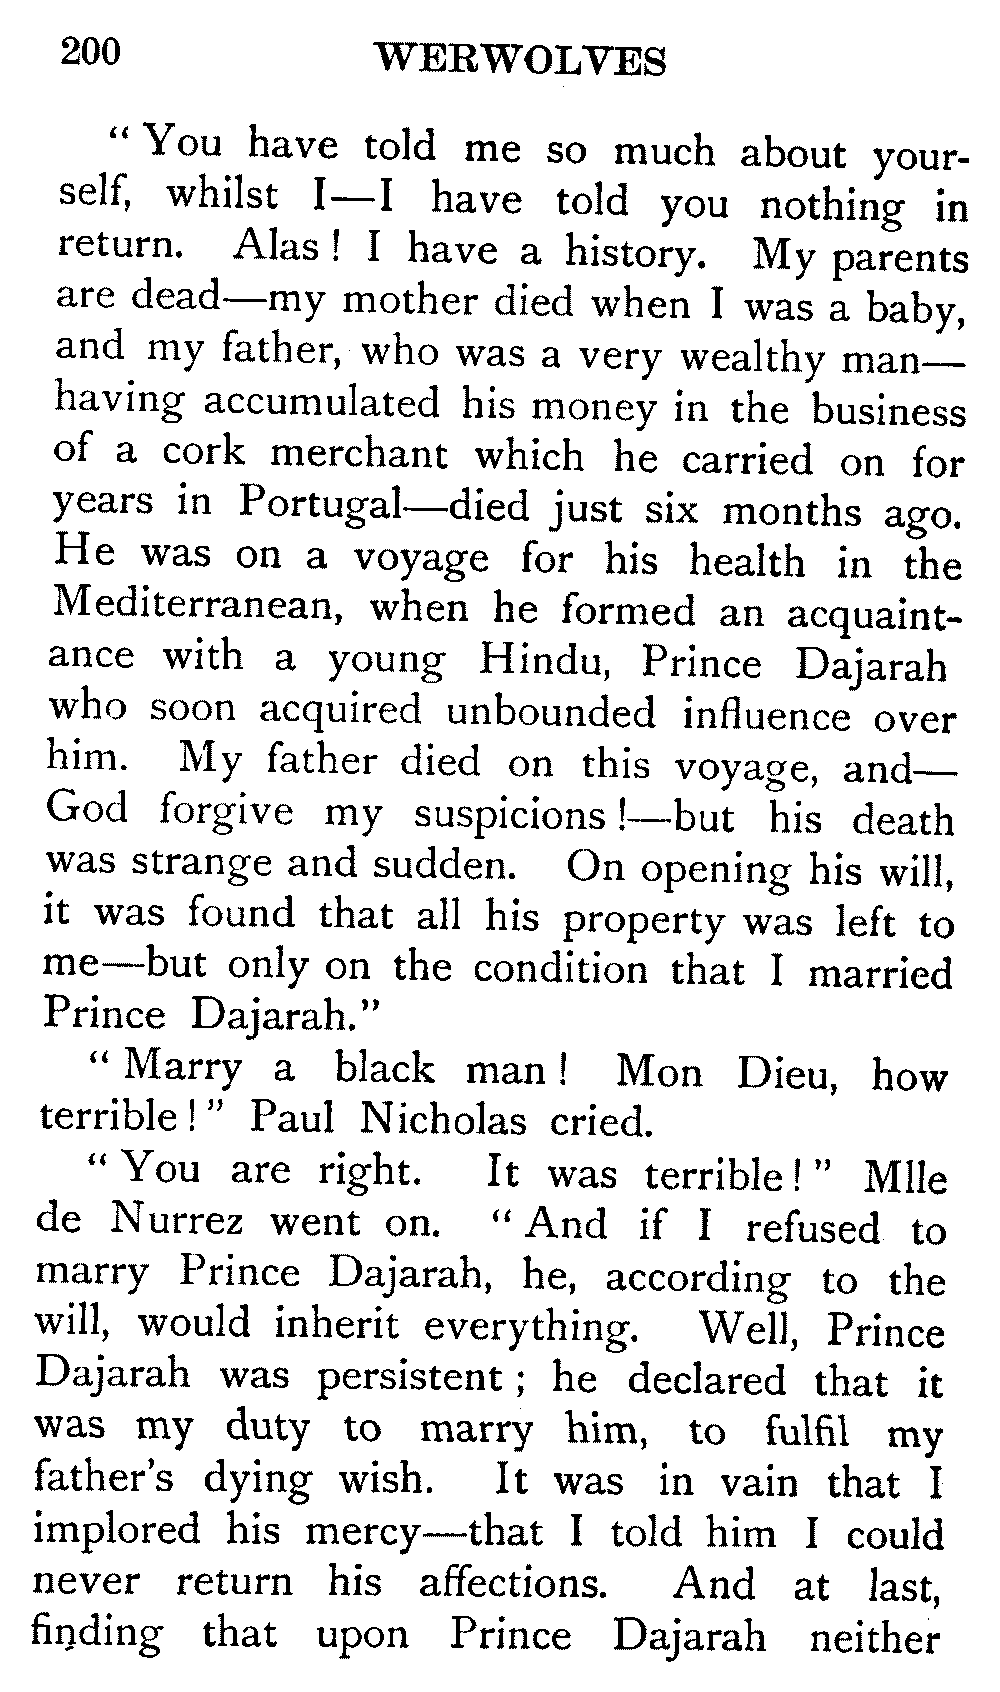 200 WERWOLVES
“ You have told me so much about your-
self, whilst I—I have told you nothing in
return. Alas ! I have a history. My parents
are dead—my mother died when I was a baby,
and my father, who was a very wealthy man—
having accumulated his money in the business
of a cork merchant which he carried on for
years in Portugal—died just six months ago.
He was on a voyage for his health in the
Mediterranean, when he formed an acquaint-
ance with a young Hindu, Prince Dajarah
who soon acquired unbounded influence over
him. My father died on this voyage, and—
God forgive my suspicions !—but his death
was strange and sudden. On opening his will,
it was found that all his property was left to
me—but only on the condition that I married
Prince Dajarah.”
“ Marry a black man ! Mon Dieu, how
terrible ! ” Paul Nicholas cried.
“ You are right. It was terrible ! ” Mlle
de Nurrez went on. “ And if I refused to
marry Prince Dajarah, he, according to the
will, would inherit everything. Well, Prince
Dajarah was persistent ; he declared that it
was my duty to marry him, to fulfil my
father’s dying wish. It was in vain that I
implored his mercy—that I told him I could
never return his affections. And at last,
finding that upon Prince Dajarah neither